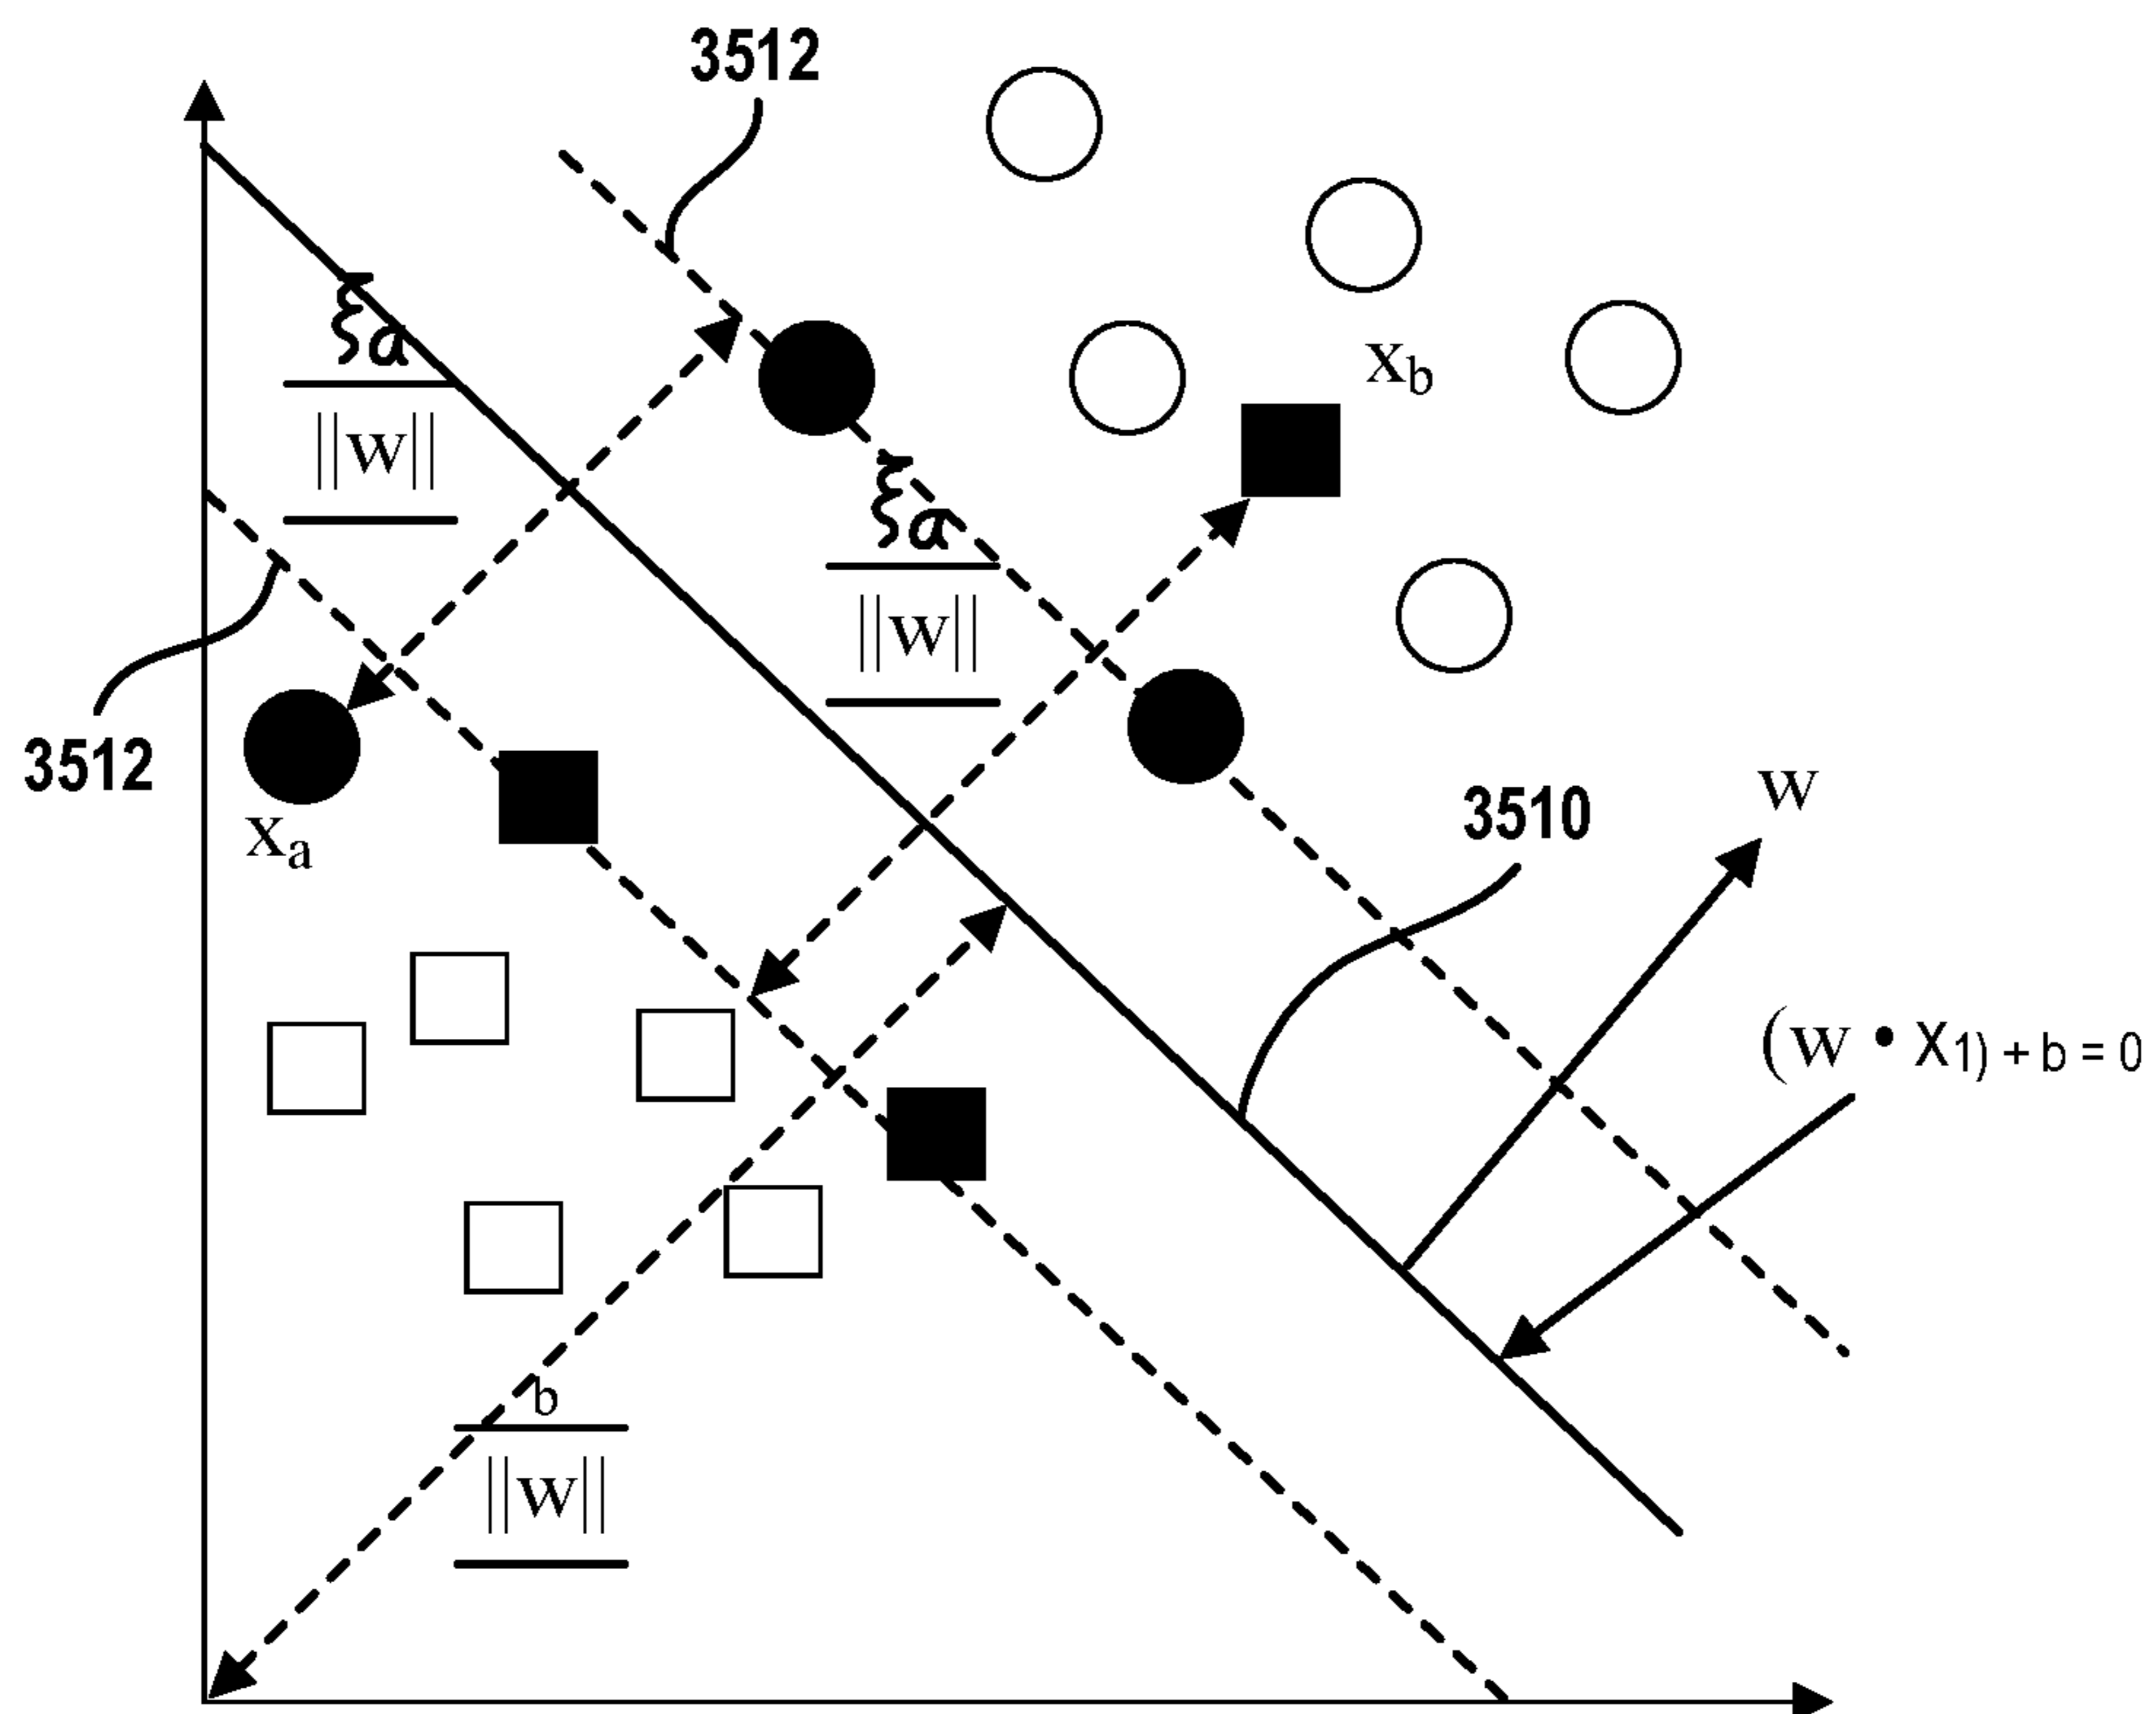 3512
ξa
||w||
xb
ξa
||w||
3512
xa
3510
w
(w • x1) + b = 0
b
||w||